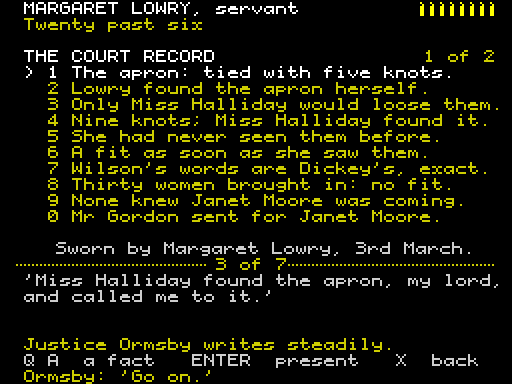 MARGARET LOWRY, servant
Twenty past six
THE COURT RECORD 1 of 2
> 1 The apron: tied with five knots.
2 Lowry found the apron herself.
3 Only Miss Halliday would loose them.
4 Nine knots; Miss Halliday found it.
5 She had never seen them before.
6 A fit as soon as she saw them.
7 Wilson's words are Dickey's, exact.
8 Thirty women brought in: no fit.
9 None knew Janet Moore was coming.
0 Mr Gordon sent for Janet Moore.
Sworn by Margaret Lowry, 3rd March.
3 of 7
'Miss Halliday found the apron, my lord,
and called me to it.'
Justice Ormsby writes steadily.
Q A a fact ENTER present X back
Ormsby: 'Go on.'